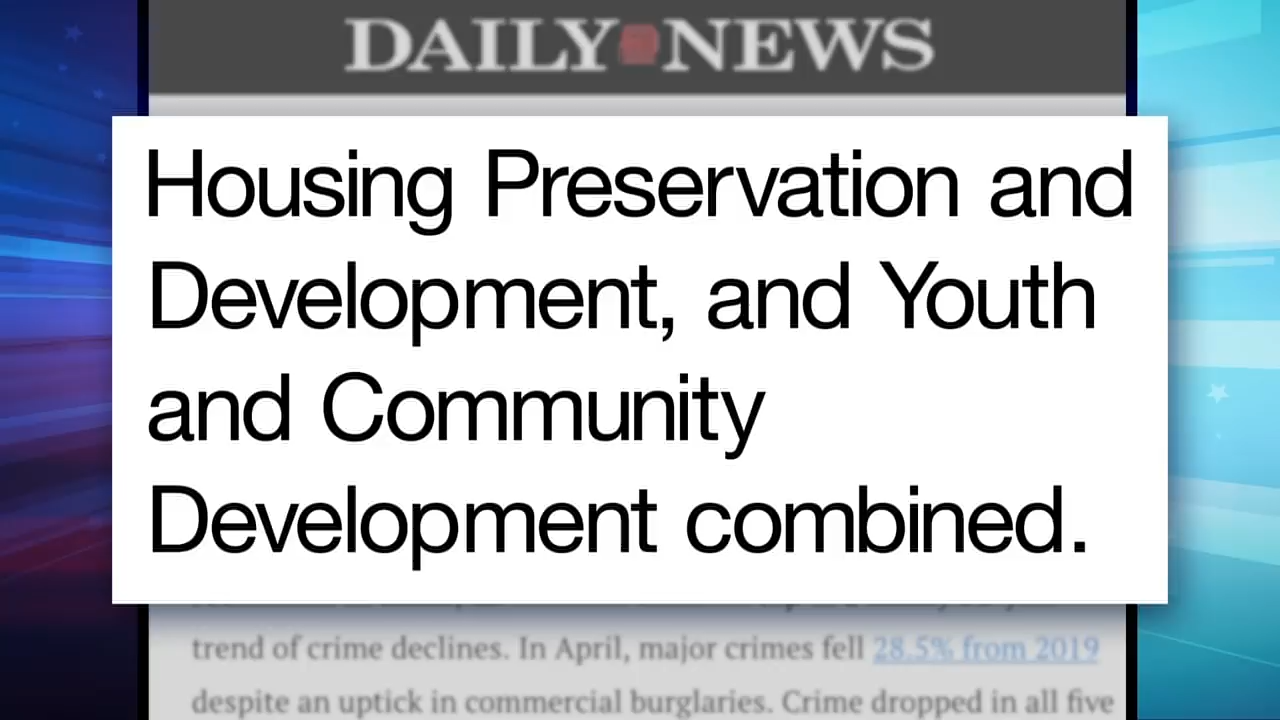 DAILY NEWS
Housing Preservation and
Development, and Youth
and Community
Development combined.
trend of crime declines. In April, major crimes fell 28.5% from 2019
despite an uptick in commercial burglaries. Crime dropped in all five